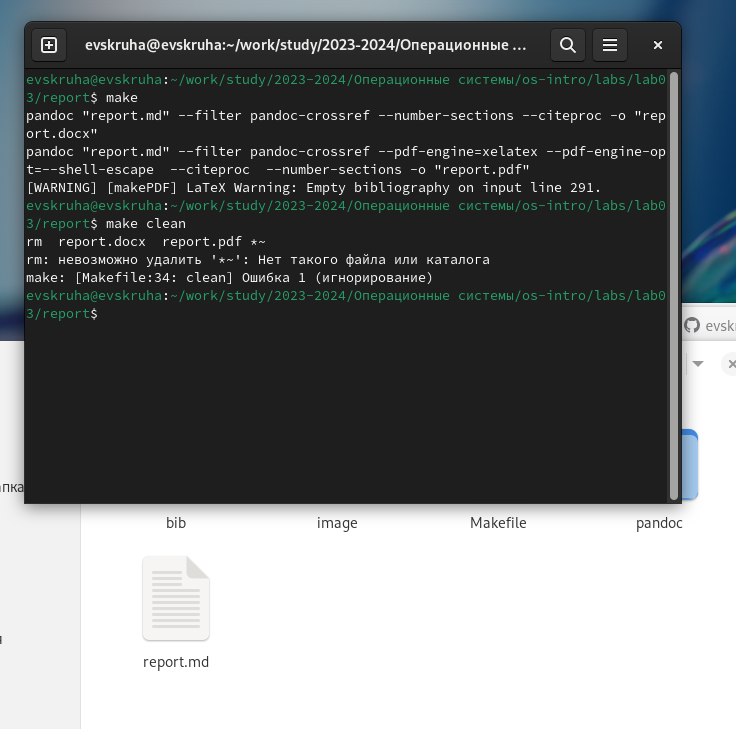 evskruha@evskruha:~/work/study/2023-2024/Операционные ...
evskruha@evskruha:~/work/study/2023-2024/Операционные системы/os-intro/labs/lab0
3/report$ make
pandoc "report.md" --filter pandoc-crossref --number-sections --citeproc -o "rep
ort.docx"
pandoc "report.md" --filter pandoc-crossref --pdf-engine=xelatex --pdf-engine-op
t=--shell-escape  --citeproc  --number-sections -o "report.pdf"
[WARNING] [makePDF] LaTeX Warning: Empty bibliography on input line 291.
evskruha@evskruha:~/work/study/2023-2024/Операционные системы/os-intro/labs/lab0
3/report$ make clean
rm  report.docx  report.pdf *~
rm: невозможно удалить '*~': Нет такого файла или каталога
make: [Makefile:34: clean] Ошибка 1 (игнорирование)
evskruha@evskruha:~/work/study/2023-2024/Операционные системы/os-intro/labs/lab0
3/report$
evskr
bib
image
Makefile
pandoc
report.md